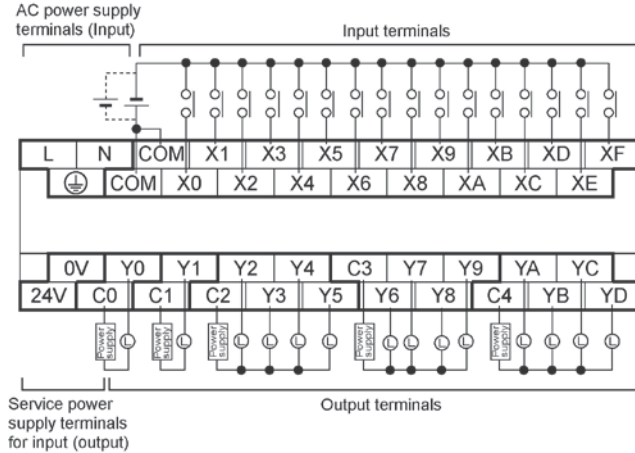 AC power supply
terminals (Input)
Input terminals
L N COM X1 X3 X5 X7 X9 XB XD XF
COM X0 X2 X4 X6 X8 XA XC XE
0V Y0 Y1 Y2 Y4 C3 Y7 Y9 YA YC
24V C0 C1 C2 Y3 Y5 Y6 Y8 C4 YB YD
Power supply L Power supply L Power supply L L L L Power supply L L L L Power supply L L L L
Service power
supply terminals
for input (output)
Output terminals